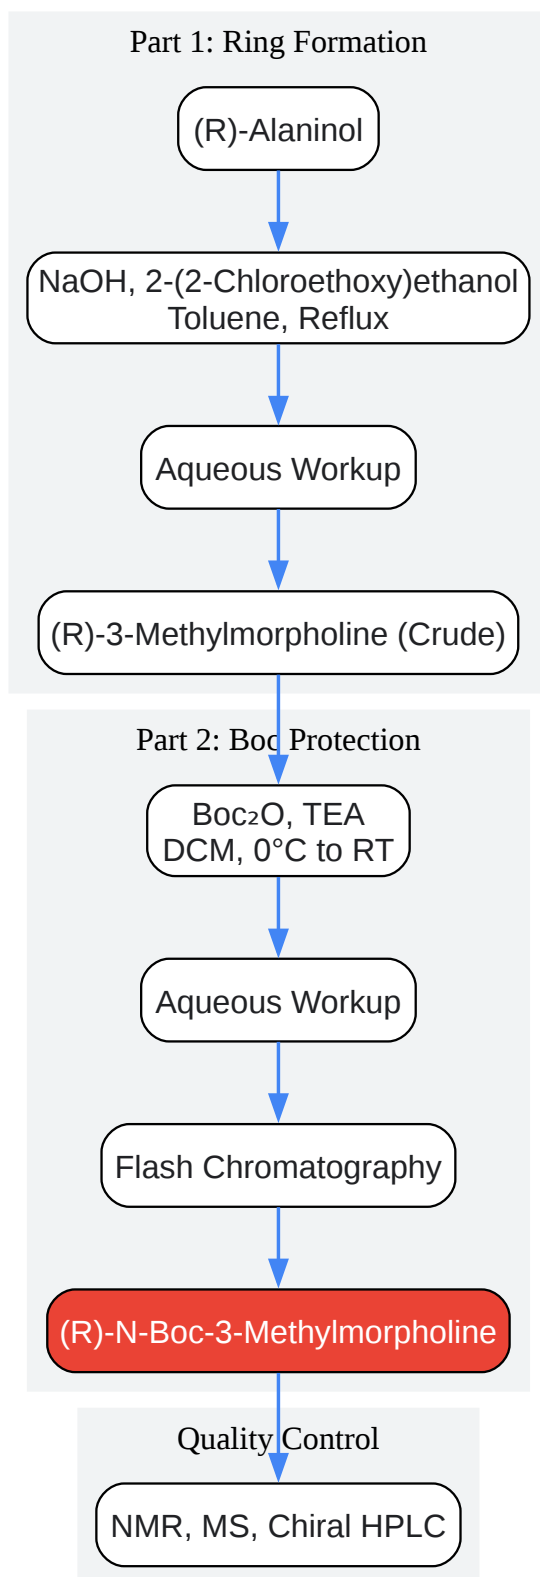 Part 1: Ring Formation
(R)-Alaninol
NaOH, 2-(2-Chloroethoxy)ethanol
Toluene, Reflux
Aqueous Workup
(R)-3-Methylmorpholine (Crude)
Part 2: Boc Protection
Boc₂O, TEA
DCM, 0°C to RT
Aqueous Workup
Flash Chromatography
(R)-N-Boc-3-Methylmorpholine
Quality Control
NMR, MS, Chiral HPLC